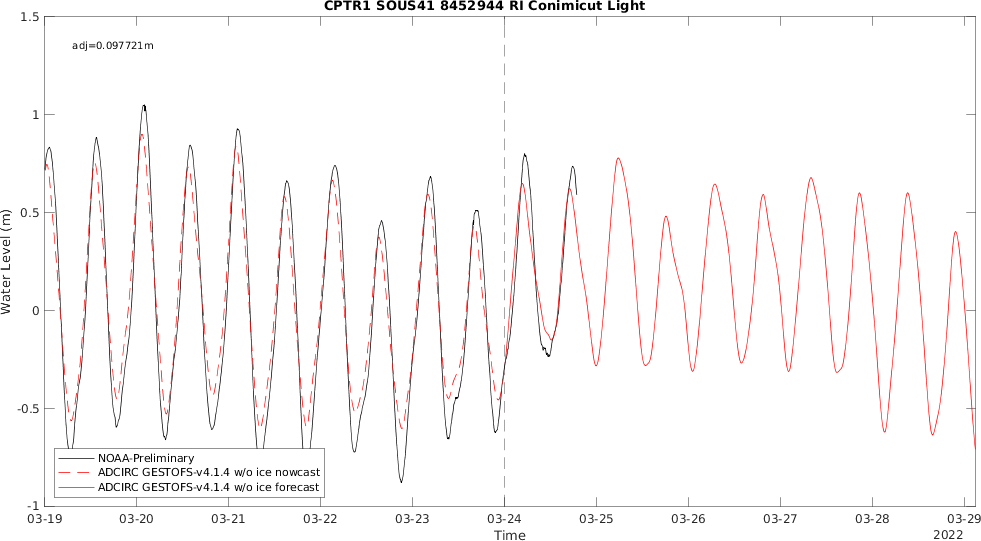 CPTR1 SOUS41 8452944 RI Conimicut Light
adj=0.097721m
1.5
1
0.5
0
-0.5
-1
Water Level (m)
NOAA-Preliminary
ADCIRC GESTOFS-v4.1.4 w/o ice nowcast
ADCIRC GESTOFS-v4.1.4 w/o ice forecast
03-19 03-20 03-21 03-22 03-23 03-24 03-25 03-26 03-27 03-28 03-29
Time
2022